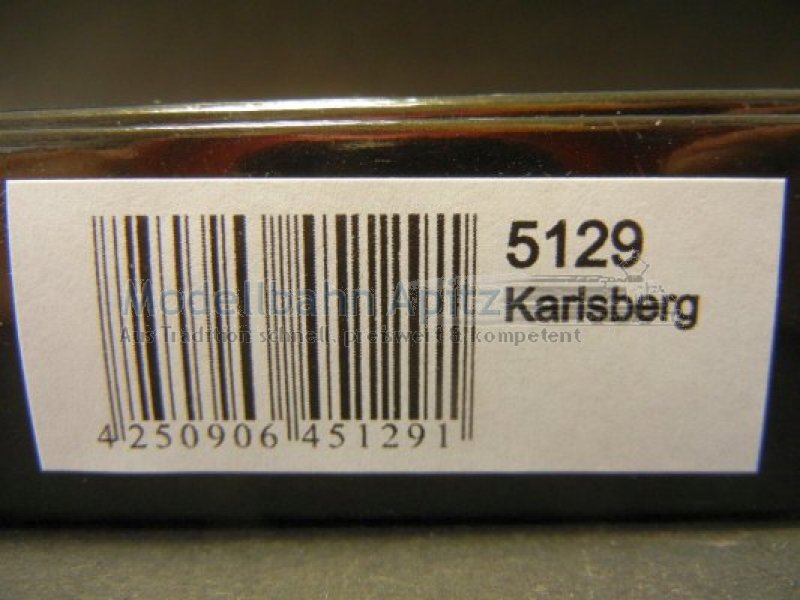 5129
Karlsberg
Modellbahn Apitz
Aus Tradition schnell, preiswert & kompetent
4 250906 451291